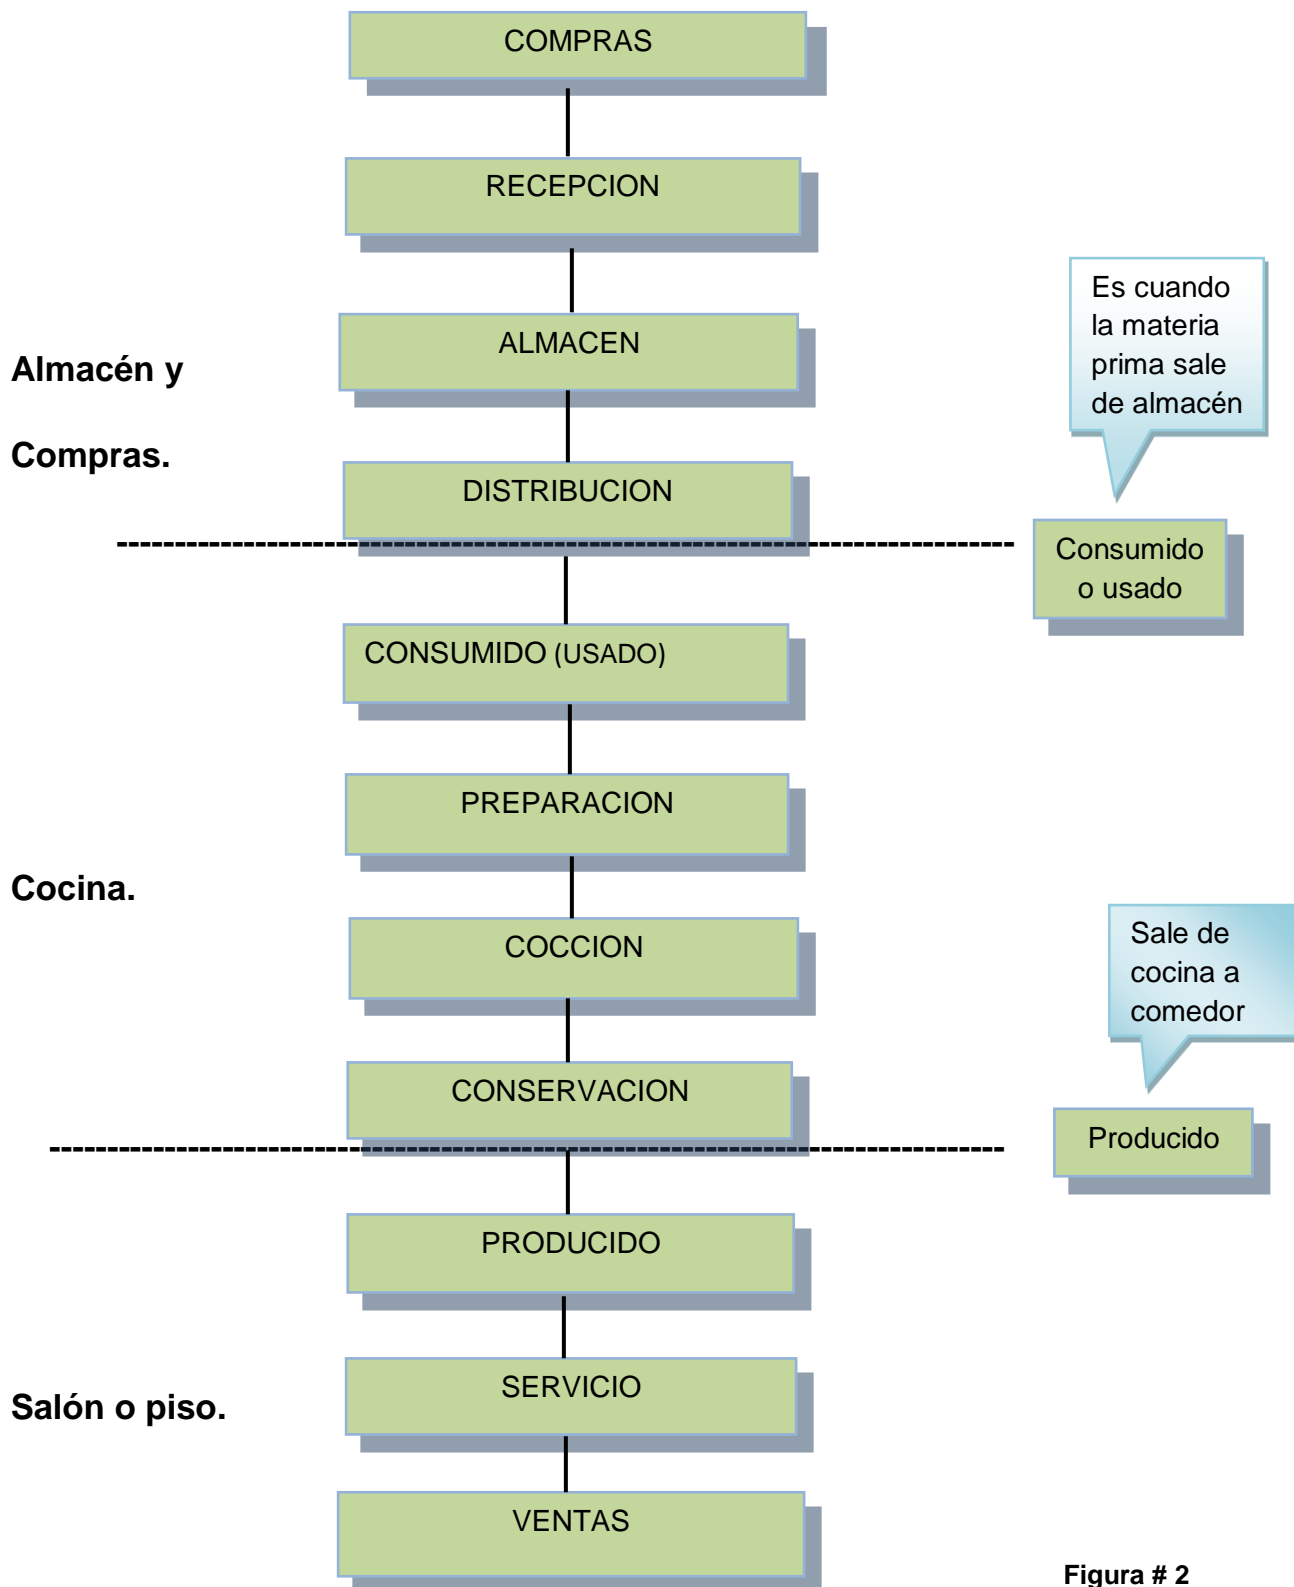 COMPRAS
RECEPCION
Es cuando
la materia
prima sale
de almacén
ALMACEN
Almacén y
Compras.
DISTRIBUCION
Consumido
o usado
CONSUMIDO (USADO)
PREPARACION
Cocina.
COCCION
Sale de
cocina a
comedor
CONSERVACION
Producido
PRODUCIDO
SERVICIO
Salón o piso.
VENTAS
Figura # 2